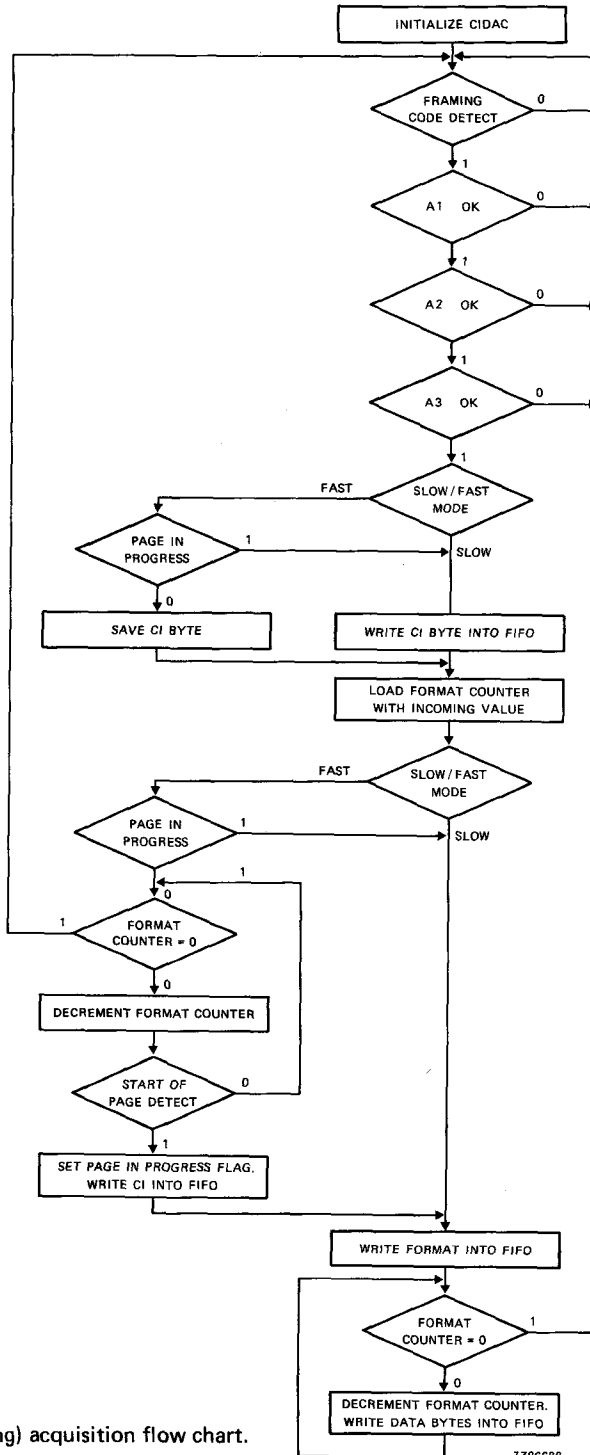 INITIALIZE CIDAC
FRAMING
CODE DETECT
0
1
A1 OK
0
1
A2 OK
0
1
A3 OK
0
1
SLOW/FAST
MODE
FAST
SLOW
PAGE IN
PROGRESS
1
0
SAVE CI BYTE
WRITE CI BYTE INTO FIFO
LOAD FORMAT COUNTER
WITH INCOMING VALUE
SLOW/FAST
MODE
FAST
SLOW
PAGE IN
PROGRESS
1
0
1
FORMAT
COUNTER = 0
1
0
DECREMENT FORMAT COUNTER
START OF
PAGE DETECT
0
1
SET PAGE IN PROGRESS FLAG.
WRITE CI INTO FIFO
WRITE FORMAT INTO FIFO
FORMAT
COUNTER = 0
1
0
DECREMENT FORMAT COUNTER.
WRITE DATA BYTES INTO FIFO
ng) acquisition flow chart.